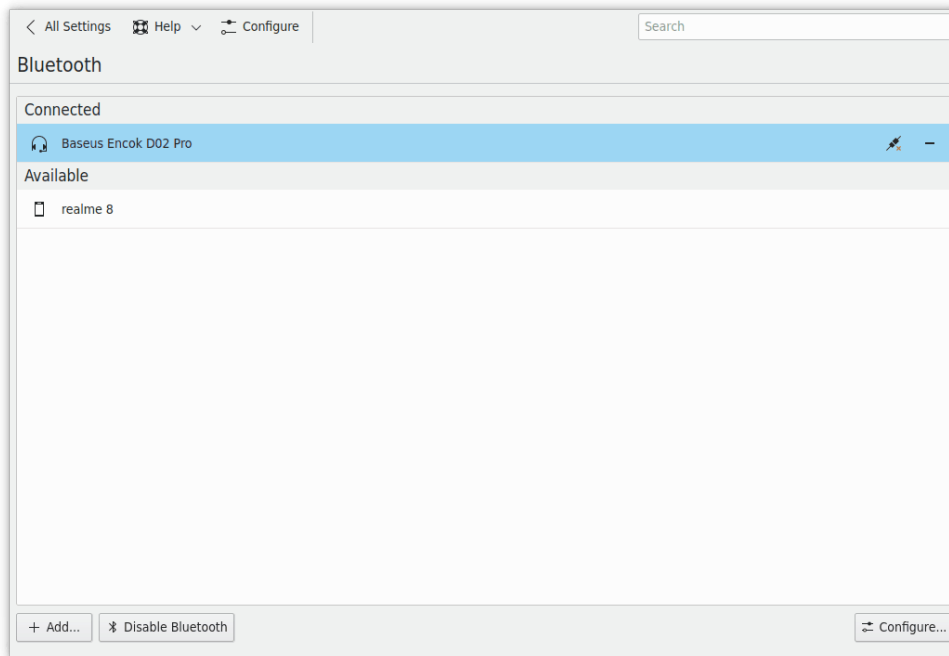 All Settings Help Configure Search
Bluetooth
Connected
Baseus Encok D02 Pro
Available
realme 8
Add... Disable Bluetooth Configure...